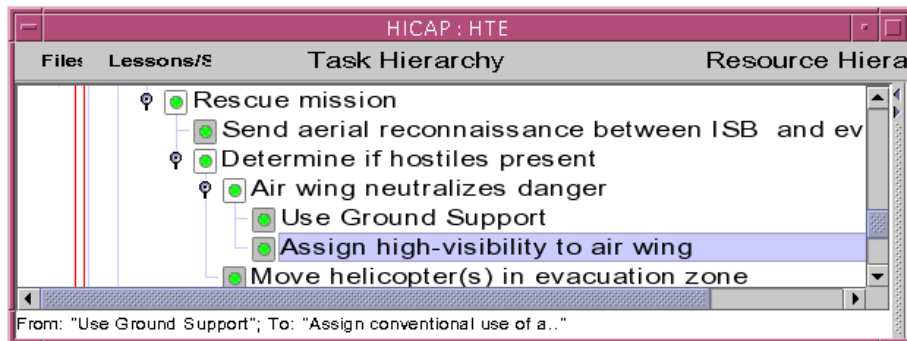 HICAP : HTE
Files Lessons/S Task Hierarchy Resource Hiera
Rescue mission
Send aerial reconnaissance between ISB and ev
Determine if hostiles present
Air wing neutralizes danger
Use Ground Support
Assign high-visibility to air wing
Move helicopter(s) in evacuation zone
From: "Use Ground Support"; To: "Assign conventional use of a.."